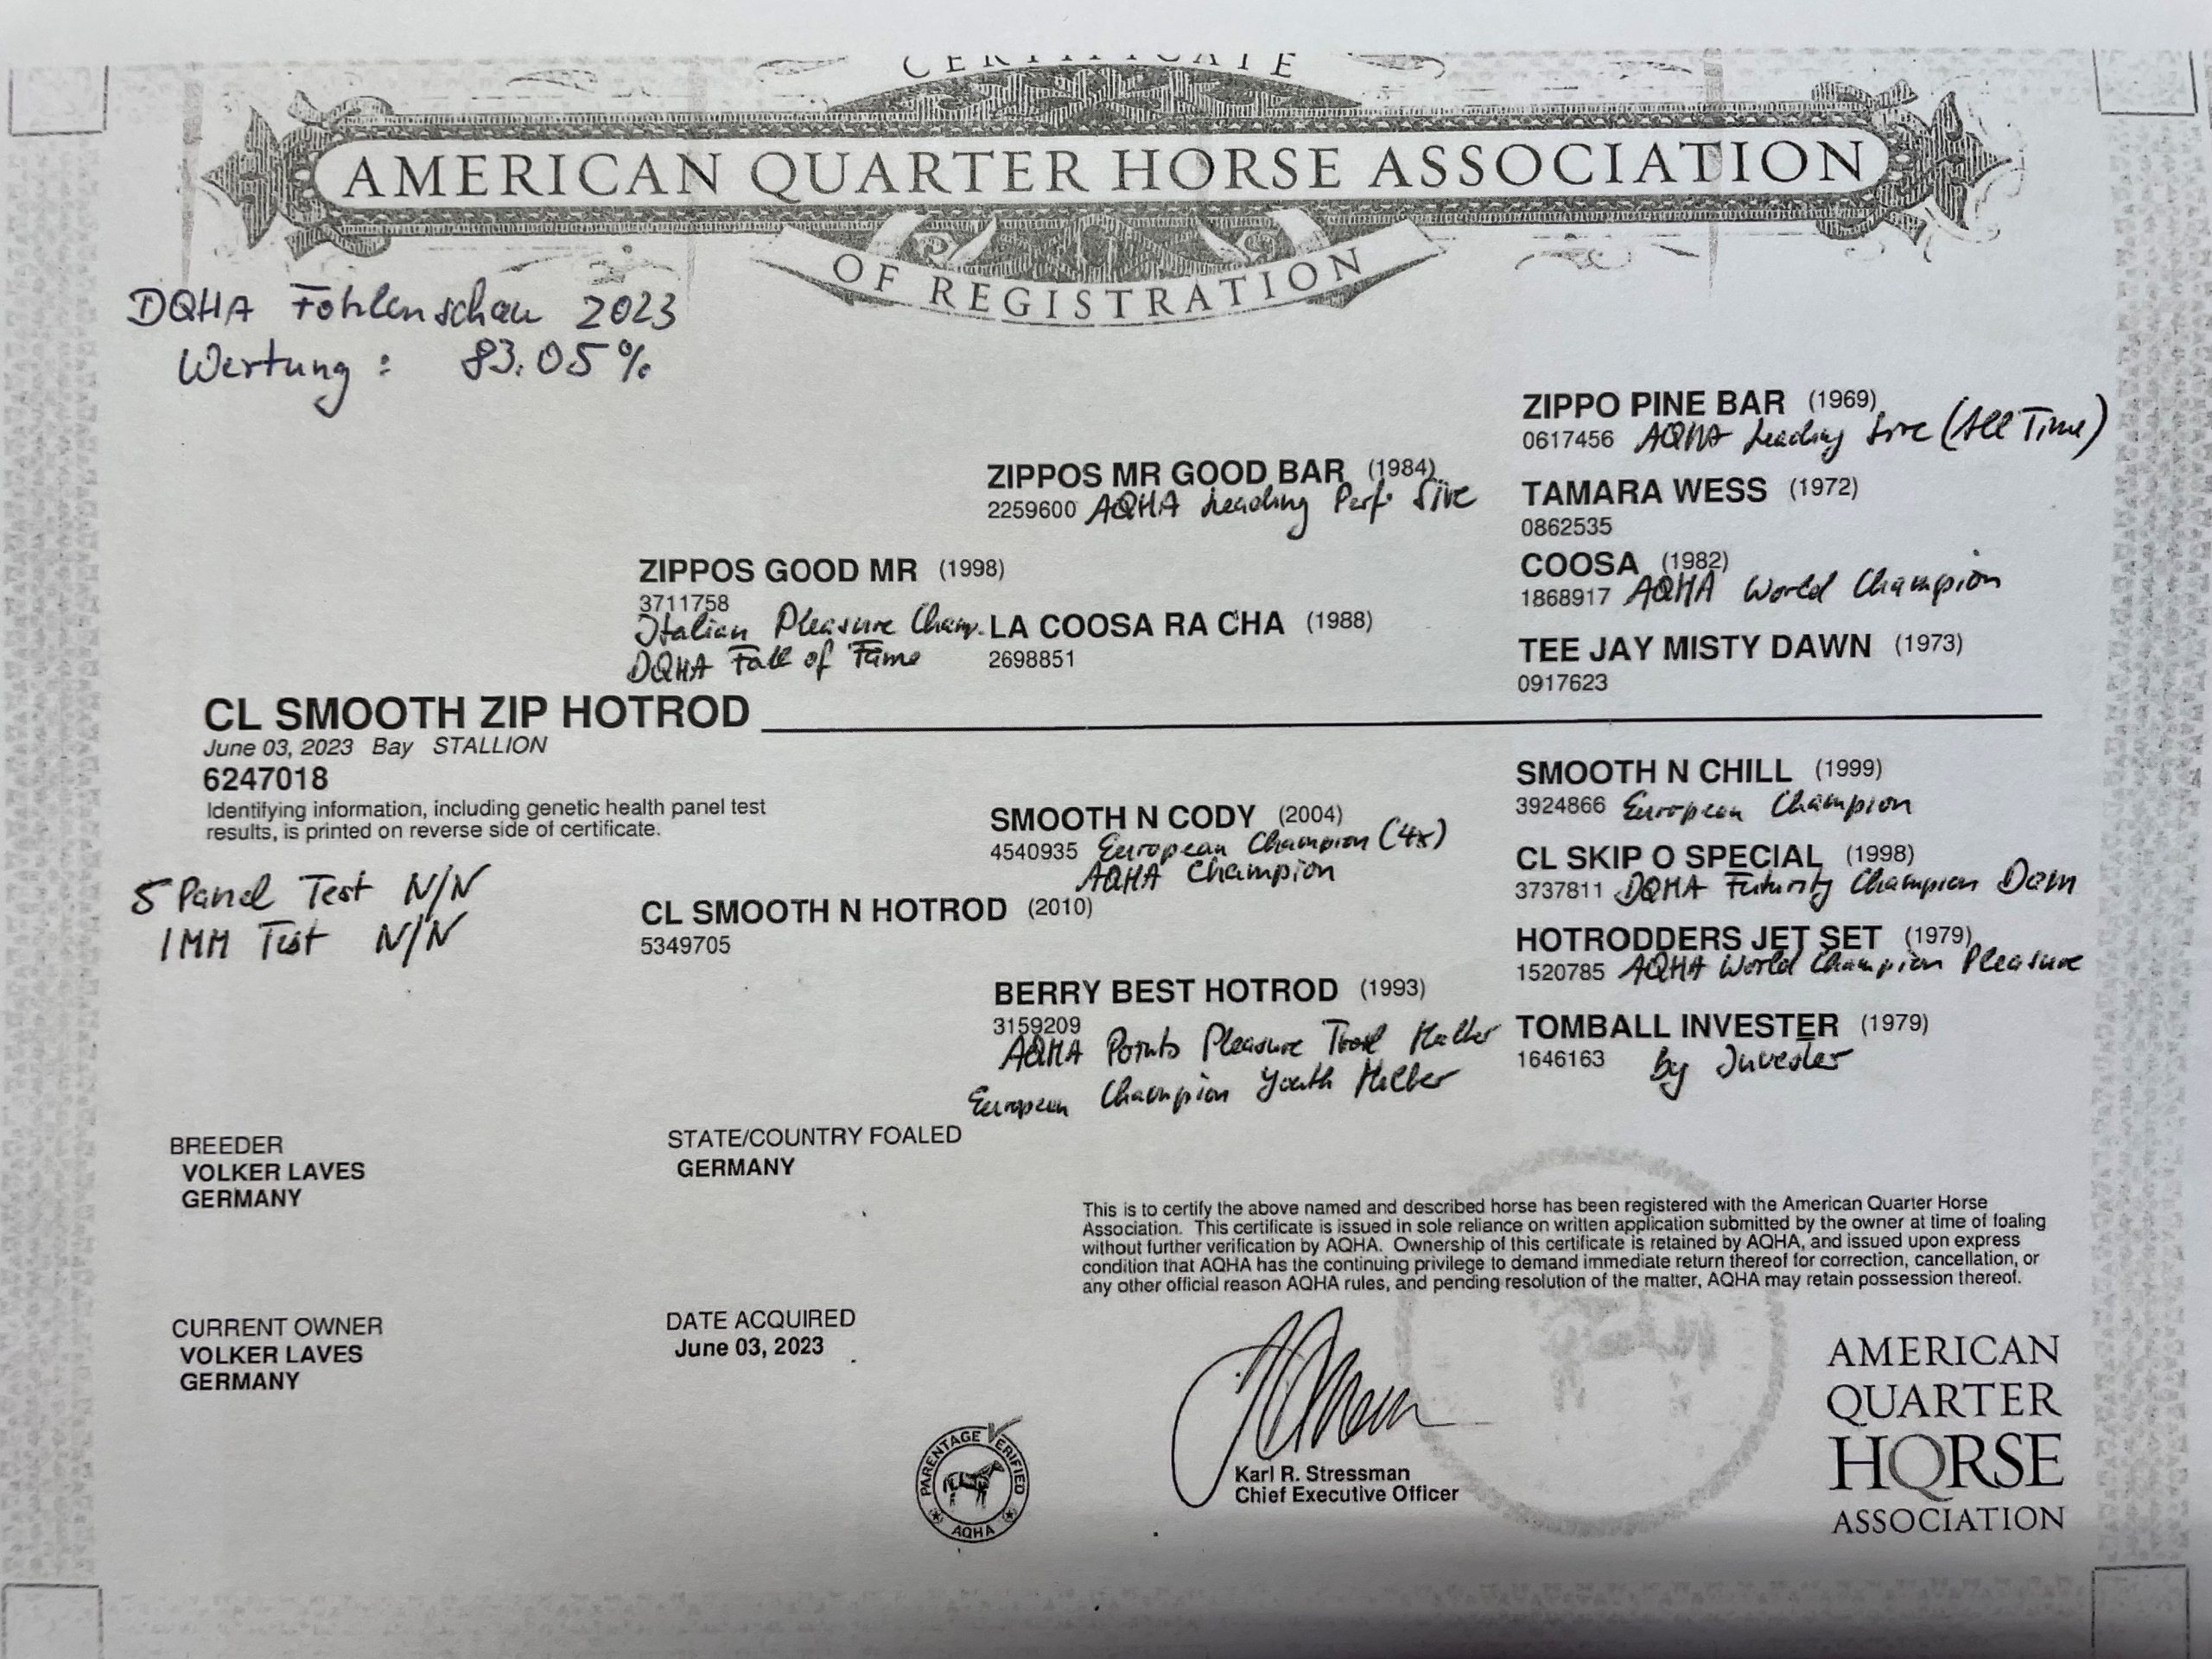 CERTIFICATE
AMERICAN QUARTER HORSE ASSOCIATION
OF REGISTRATION
DQHA Fohlenschau 2023
Wertung : 83.05%
ZIPPO PINE BAR (1969)
0617456 AQHA Leading Sire (All Time)
ZIPPOS MR GOOD BAR (1984)
2259600 AQHA Leading Perf. Sire
TAMARA WESS (1972)
0862535
ZIPPOS GOOD MR (1998)
3711758
Italian Pleasure Champ.
DQHA Fall of Fame
COOSA (1982)
1868917 AQHA World Champion
LA COOSA RA CHA (1988)
2698851
TEE JAY MISTY DAWN (1973)
0917623
CL SMOOTH ZIP HOTROD
June 03, 2023 Bay STALLION
6247018
Identifying information, including genetic health panel test
results, is printed on reverse side of certificate.
5 Panel Test N/N
IMM Test N/N
SMOOTH N CHILL (1999)
3924866 European Champion
SMOOTH N CODY (2004)
4540935 European Champion (4x)
AQHA Champion
CL SKIP O SPECIAL (1998)
3737811 DQHA Futurity Champion Dam
CL SMOOTH N HOTROD (2010)
5349705
HOTRODDERS JET SET (1979)
1520785 AQHA World Champion Pleasure
BERRY BEST HOTROD (1993)
3159209
AQHA Points Pleasure Trail Halter
European Champion Youth Halter
TOMBALL INVESTER (1979)
1646163 by Invester
BREEDER
VOLKER LAVES
GERMANY
STATE/COUNTRY FOALED
GERMANY
This is to certify the above named and described horse has been registered with the American Quarter Horse
Association. This certificate is issued in sole reliance on written application submitted by the owner at time of foaling
without further verification by AQHA. Ownership of this certificate is retained by AQHA, and issued upon express
condition that AQHA has the continuing privilege to demand immediate return thereof for correction, cancellation, or
any other official reason AQHA rules, and pending resolution of the matter, AQHA may retain possession thereof.
CURRENT OWNER
VOLKER LAVES
GERMANY
DATE ACQUIRED
June 03, 2023
PARENTAGE VERIFIED
AQHA
Karl R. Stressman
Chief Executive Officer
AMERICAN
QUARTER
HORSE
ASSOCIATION